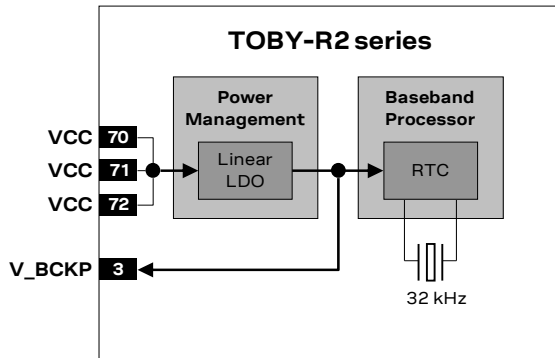 TOBY-R2 series
Power
Management
Linear
LDO
Baseband
Processor
RTC
32 kHz
VCC 70
VCC 71
VCC 72
V_BCKP 3